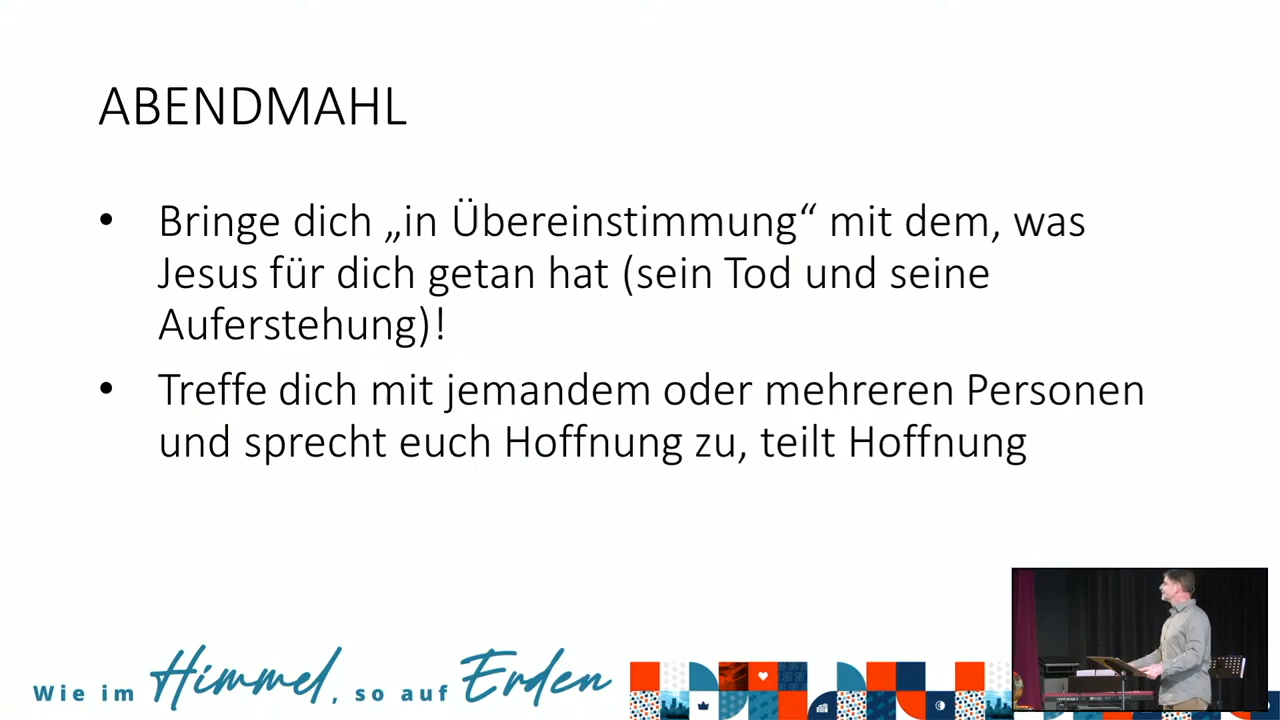 ABENDMAHL
• Bringe dich „in Übereinstimmung“ mit dem, was
Jesus für dich getan hat (sein Tod und seine
Auferstehung)!
• Treffe dich mit jemandem oder mehreren Personen
und sprecht euch Hoffnung zu, teilt Hoffnung
Wie im Himmel, so auf Erden